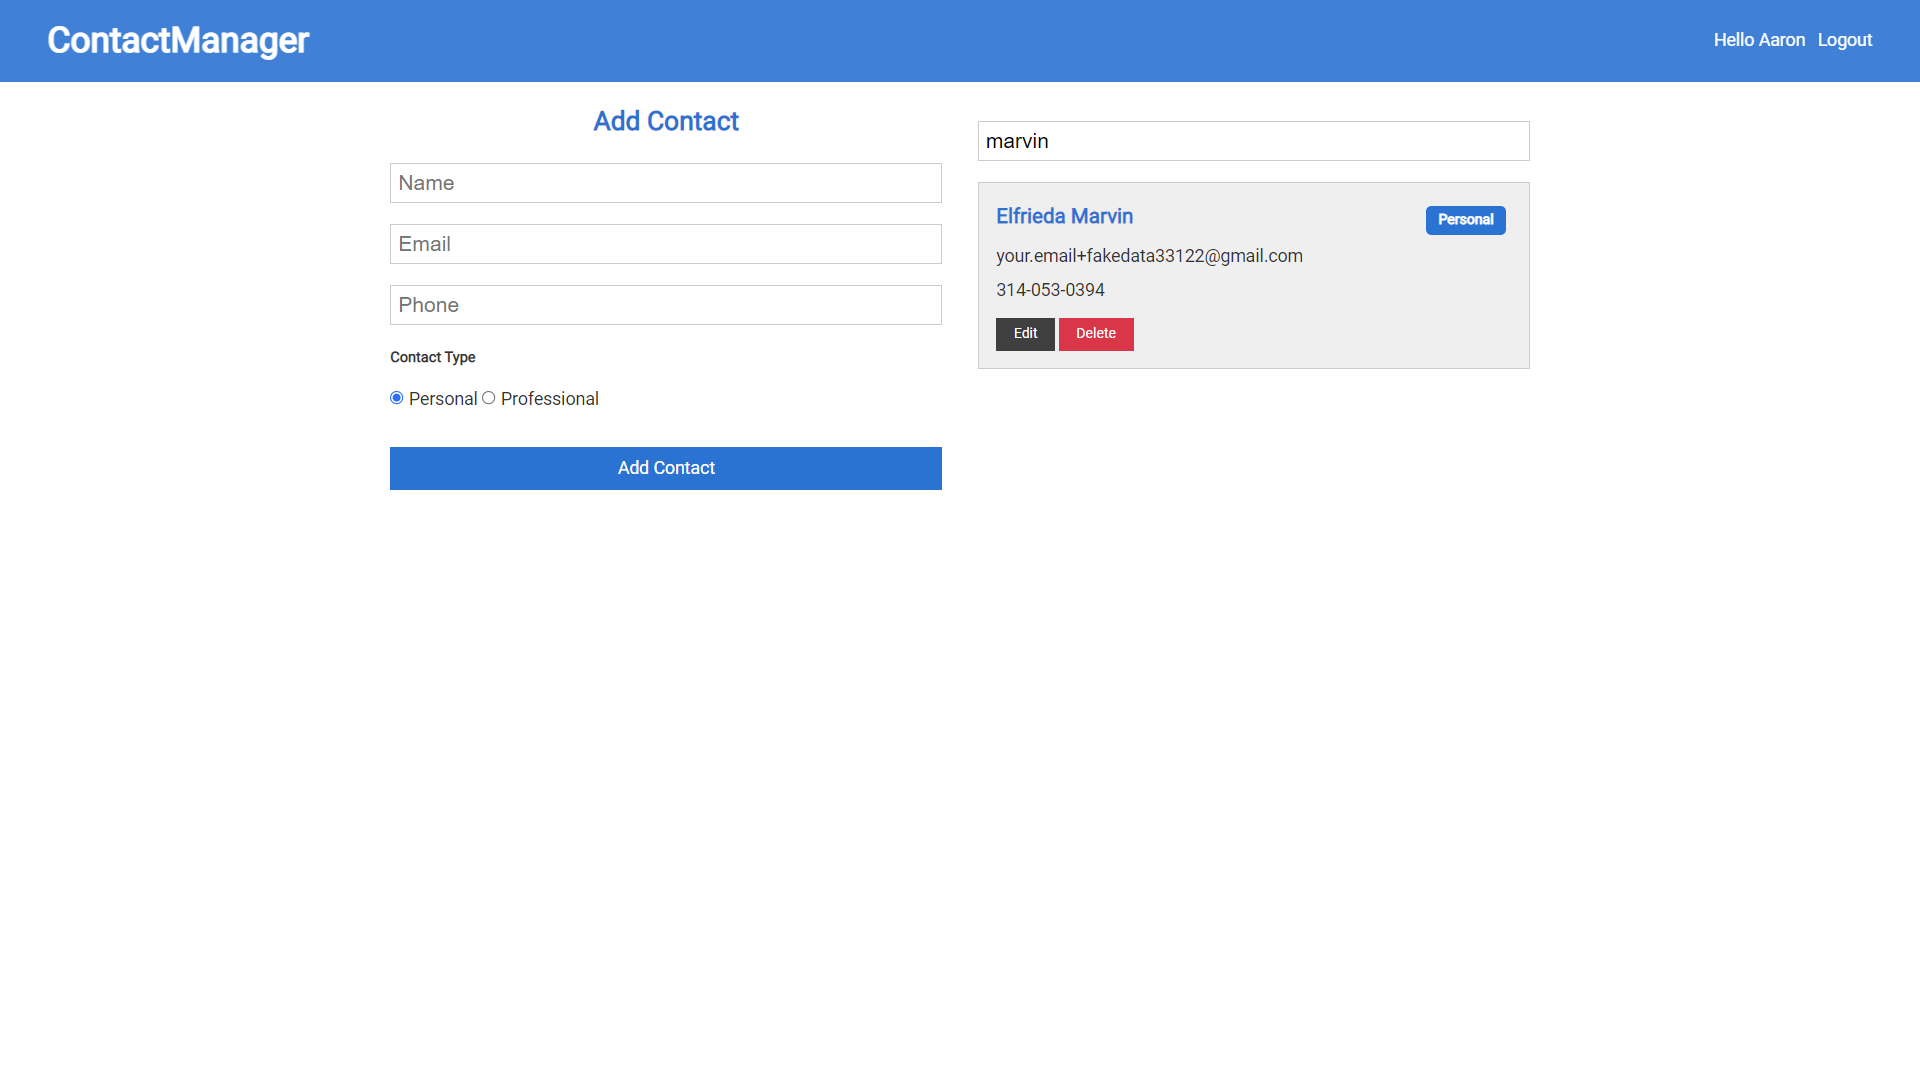 ContactManager
Hello Aaron Logout
Add Contact
Name
Email
Phone
Contact Type
Personal Professional
Add Contact
marvin
Elfrieda Marvin
Personal
your.email+fakedata33122@gmail.com
314-053-0394
Edit Delete